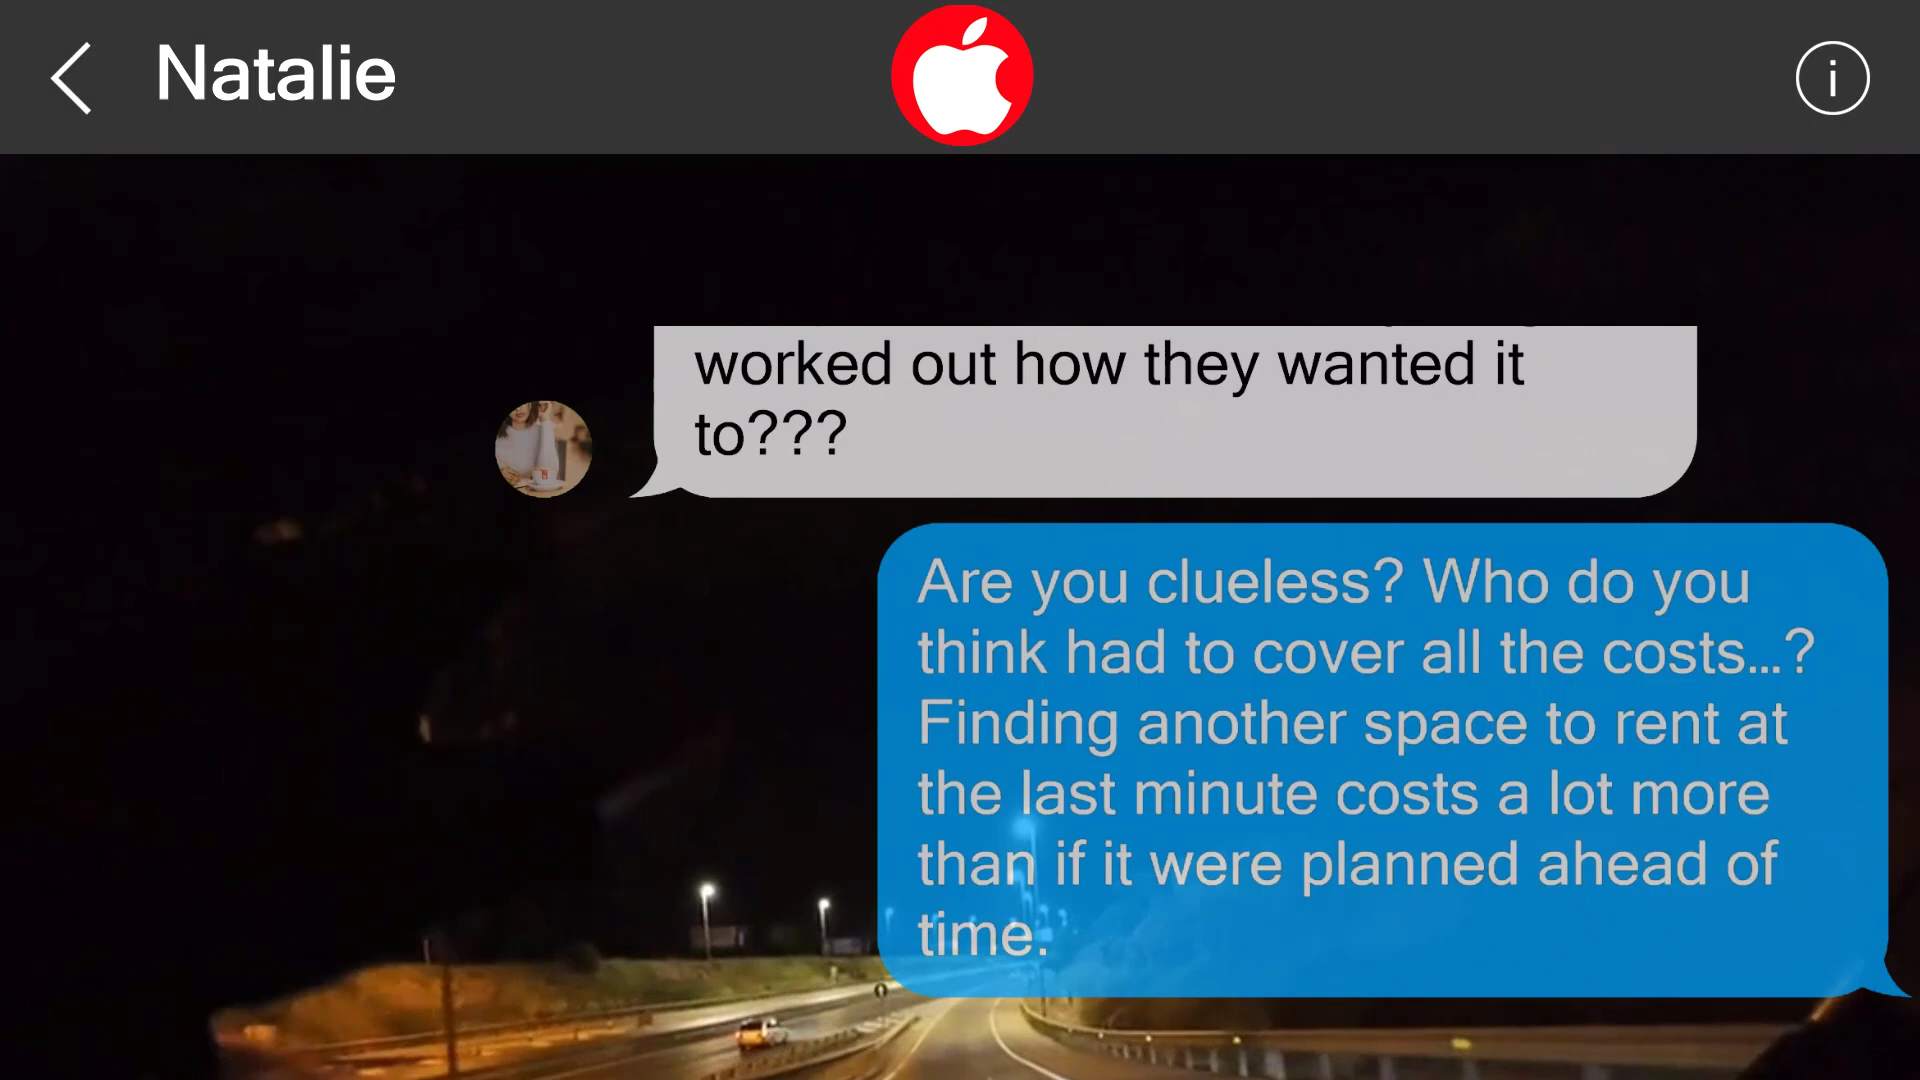 Natalie
i
worked out how they wanted it
to???
Are you clueless? Who do you
think had to cover all the costs...?
Finding another space to rent at
the last minute costs a lot more
than if it were planned ahead of
time.